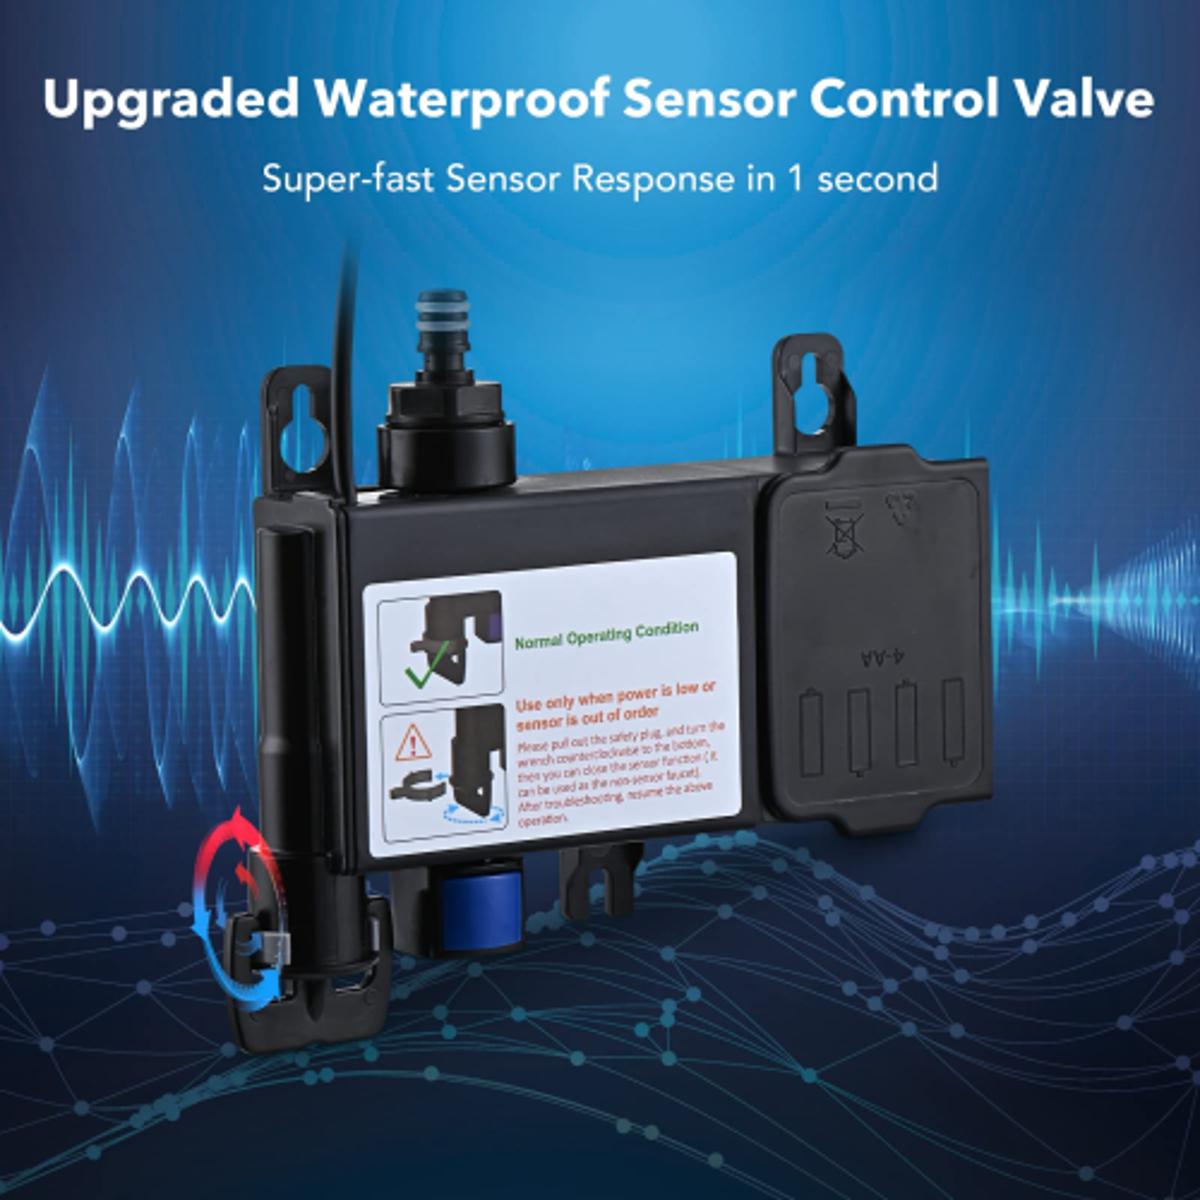 Upgraded Waterproof Sensor Control Valve
Super-fast Sensor Response in 1 second
Normal Operating Condition
Use only when power is low or
sensor is out of order
Please pull out the safety plug, and turn the
wrench counterclockwise to the bottom,
then you can close the sensor function ( it
can be used as the non-sensor faucet).
After troubleshooting, resume the above
operation.
4-AA